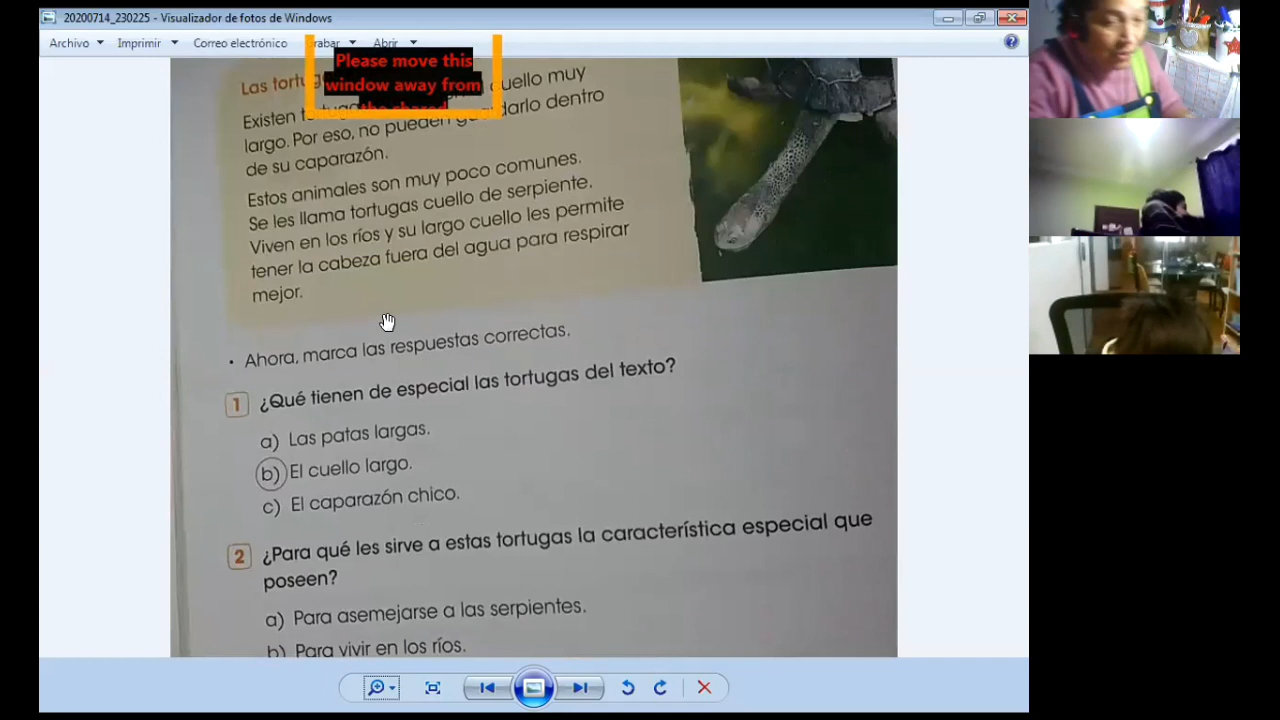 20200714_230225 - Visualizador de fotos de Windows
Archivo Imprimir Correo electrónico Abrir
Please move this
window away from
the shared
Las
Existen cuello muy
largo. Por eso, no pueden guardarlo dentro
de su caparazón.
Estos animales son muy poco comunes.
Se les llama tortugas cuello de serpiente.
Viven en los ríos y su largo cuello les permite
tener la cabeza fuera del agua para respirar
mejor.
• Ahora, marca las respuestas correctas.
1 ¿Qué tienen de especial las tortugas del texto?
a) Las patas largas.
b) El cuello largo.
c) El caparazón chico.
2 ¿Para qué les sirve a estas tortugas la característica especial que
poseen?
a) Para asemejarse a las serpientes.
b) Para vivir en los ríos.